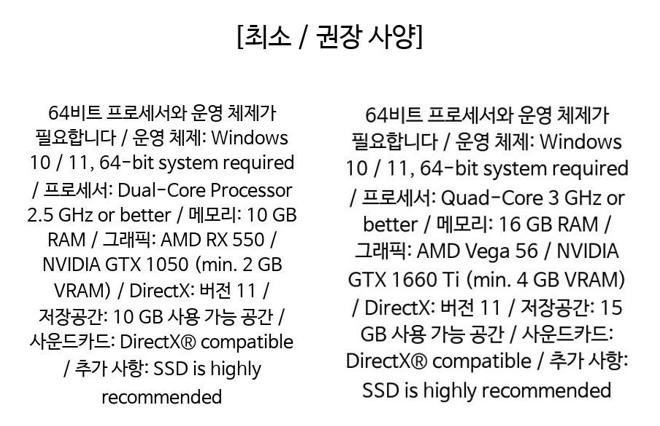 [최소 / 권장 사양]
64비트 프로세서와 운영 체제가
필요합니다 / 운영 체제: Windows
10 / 11, 64-bit system required
/ 프로세서: Dual-Core Processor
2.5 GHz or better / 메모리: 10 GB
RAM / 그래픽: AMD RX 550 /
NVIDIA GTX 1050 (min. 2 GB
VRAM) / DirectX: 버전 11 /
저장공간: 10 GB 사용 가능 공간 /
사운드카드: DirectX® compatible
/ 추가 사항: SSD is highly
recommended
64비트 프로세서와 운영 체제가
필요합니다 / 운영 체제: Windows
10 / 11, 64-bit system required
/ 프로세서: Quad-Core 3 GHz or
better / 메모리: 16 GB RAM /
그래픽: AMD Vega 56 / NVIDIA
GTX 1660 Ti (min. 4 GB VRAM)
/ DirectX: 버전 11 / 저장공간: 15
GB 사용 가능 공간 / 사운드카드:
DirectX® compatible / 추가 사항:
SSD is highly recommended